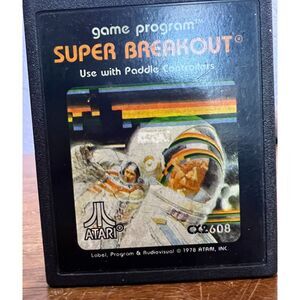 game program™
SUPER BREAKOUT®
Use with Paddle Controllers
ATARI®
CX2608
Label, Program & Audiovisual © 1978 ATARI, INC.